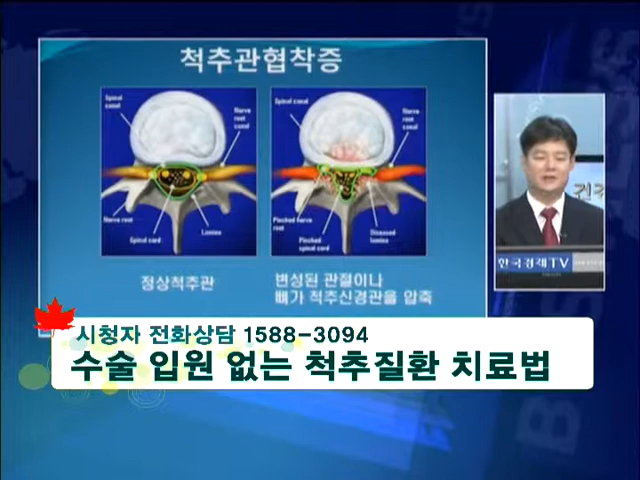 척추관협착증
Spinal canal
Nerve root canal
Nerve root
Spinal cord
Lamina
Spinal canal
Nerve root canal
Pinched nerve root
Pinched spinal cord
Diseased lamina
정상척추관
변성된 관절이나
뼈가 척추신경관을 압축
한국경제TV
시청자 전화상담 1588-3094
수술 입원 없는 척추질환 치료법